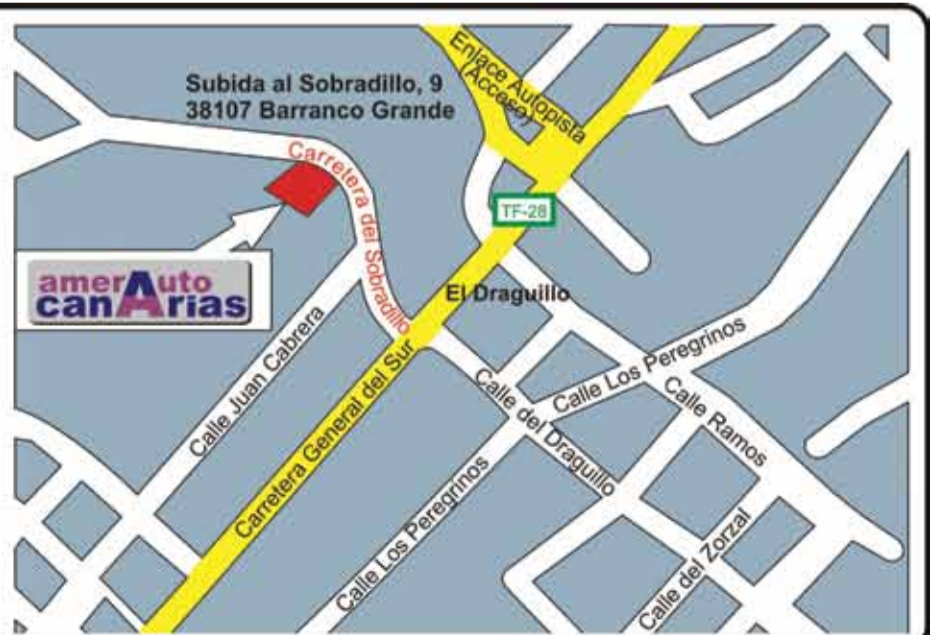 Subida al Sobradillo, 9
38107 Barranco Grande
Enlace Autopista
(Acceso)
Carretera del Sobradillo
TF-28
amerAuto
canArias
El Draguillo
Calle Juan Cabrera
Carretera General del Sur
Calle Los Peregrinos
Calle del Draguillo
Calle Ramos
Calle Los Peregrinos
Calle del Zorzal